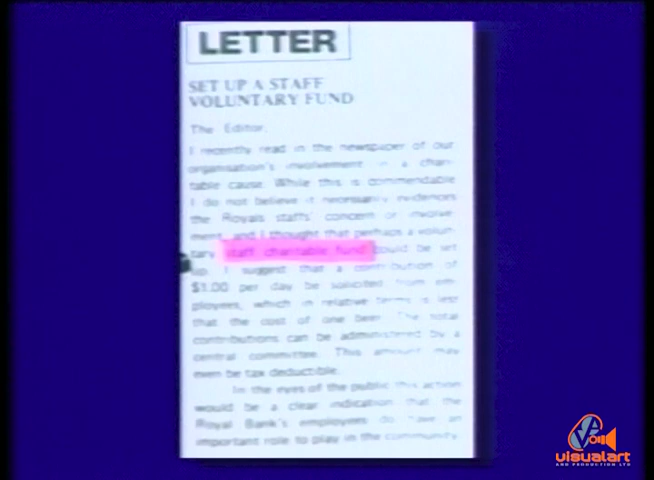 LETTER
SET UP A STAFF
VOLUNTARY FUND
The Editor,
I recently read in the newspaper of our
organisation's involvement in a chari-
table cause. While this is commendable
I do not believe it necessarily evidences
the Royals staffs' concern or involve-
ment, and I thought that perhaps a volun-
tary staff charitable fund could be set
up. I suggest that a contribution of
$1.00 per day be solicited from em-
ployees, which in relative terms is less
that the cost of one beer. The total
contributions can be administered by a
central committee. This amount may
even be tax deductible.
In the eyes of the public this action
would be a clear indication that the
Royal Bank's employees do have an
important role to play in the community.
VA
visualart
AND PRODUCTION LTD